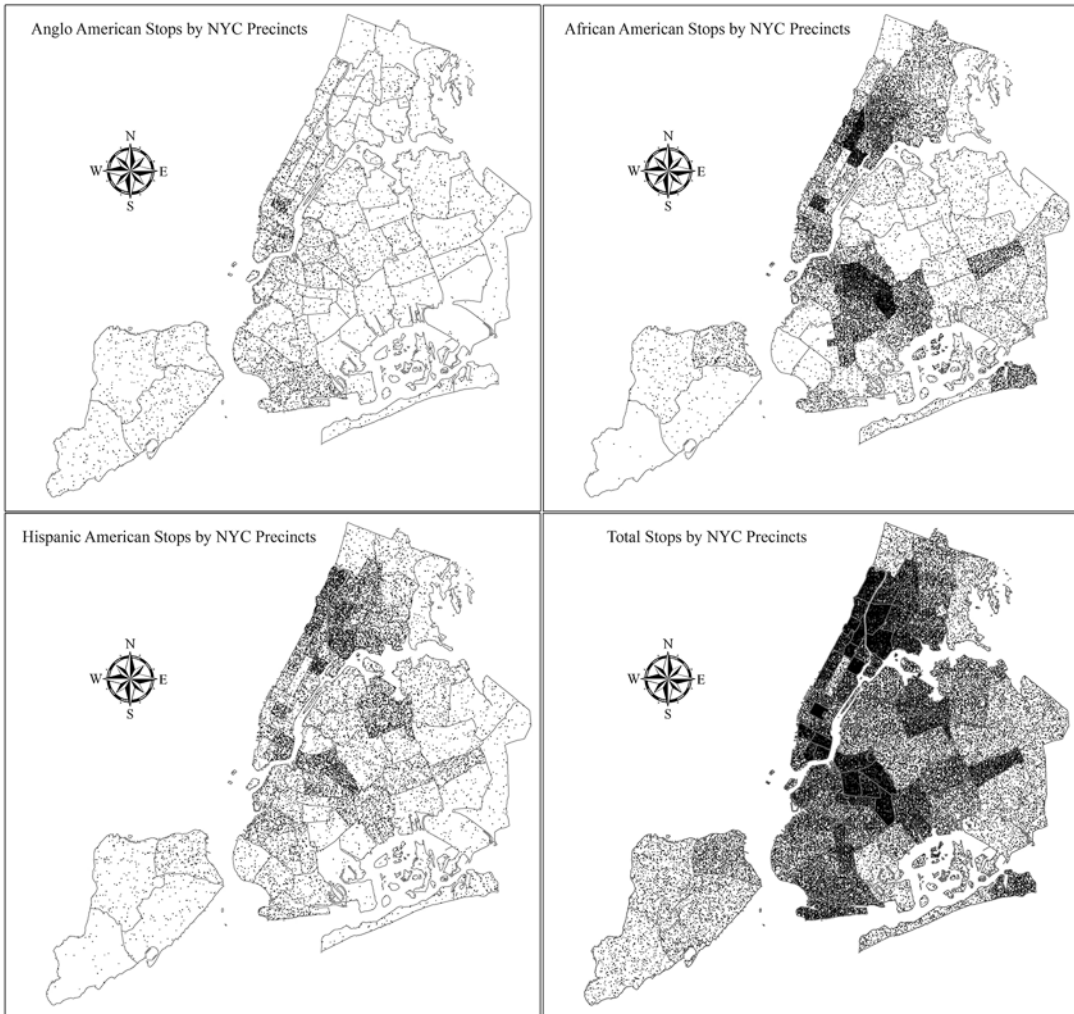 Anglo American Stops by NYC Precincts
N
W E
S
African American Stops by NYC Precincts
N
W E
S
Hispanic American Stops by NYC Precincts
N
W E
S
Total Stops by NYC Precincts
N
W E
S